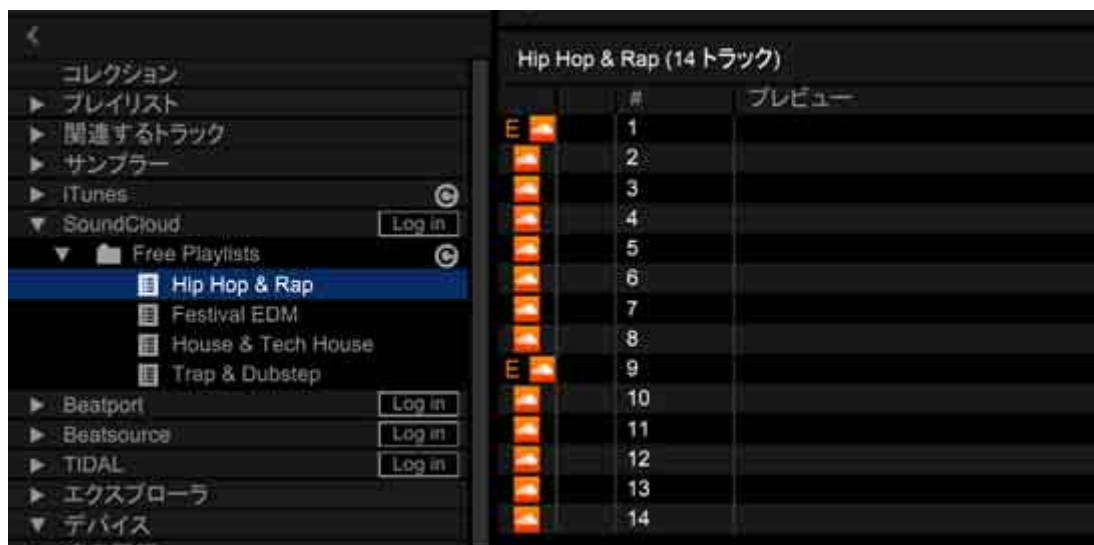 コレクション
プレイリスト
関連するトラック
サンプラー
iTunes
SoundCloud Log in
Free Playlists
Hip Hop & Rap
Festival EDM
House & Tech House
Trap & Dubstep
Beatport Log in
Beatsource Log in
TIDAL Log in
エクスプローラ
デバイス
Hip Hop & Rap (14 トラック)
# プレビュー
E 1
2
3
4
5
6
7
8
E 9
10
11
12
13
14